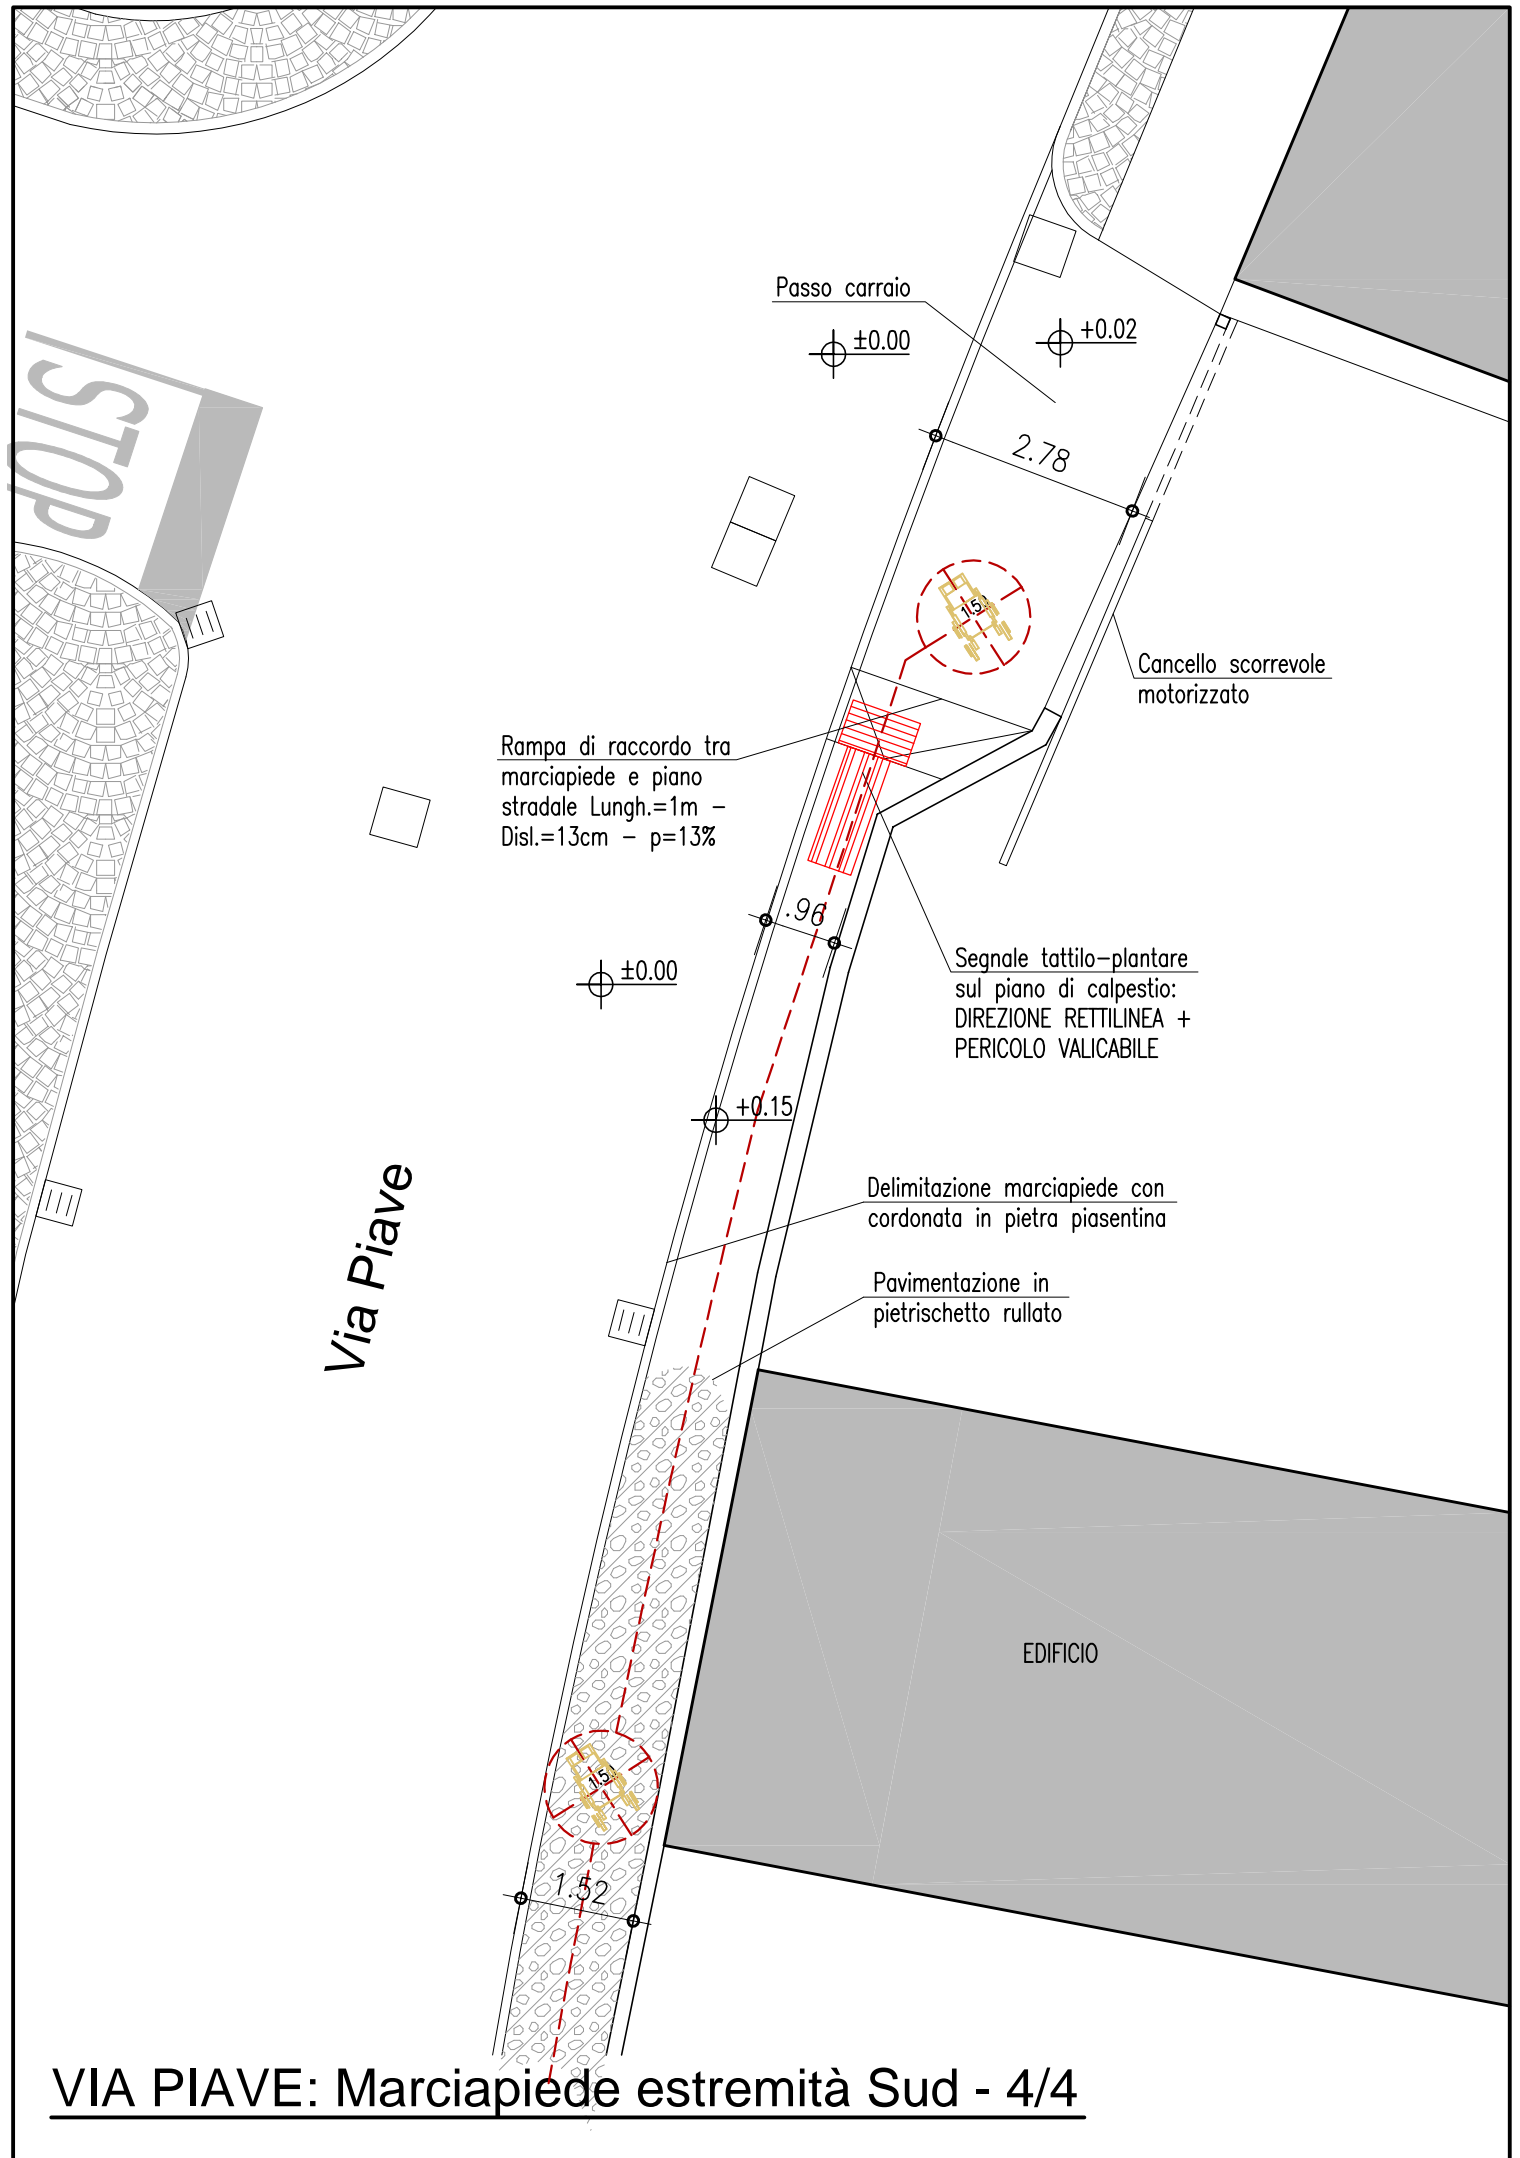 Passo carraio
±0.00
+0.02
STOP
2.78
1.5
Cancello scorrevole
motorizzato
Rampa di raccordo tra
marciapiede e piano
stradale Lungh.=1m –
Disl.=13cm – p=13%
.96
±0.00
Segnale tattilo-plantare
sul piano di calpestio:
DIREZIONE RETTILINEA +
PERICOLO VALICABILE
+0.15
Via Piave
Delimitazione marciapiede con
cordonata in pietra piasentina
Pavimentazione in
pietrischetto rullato
EDIFICIO
1.5
1.52
VIA PIAVE: Marciapiede estremità Sud - 4/4